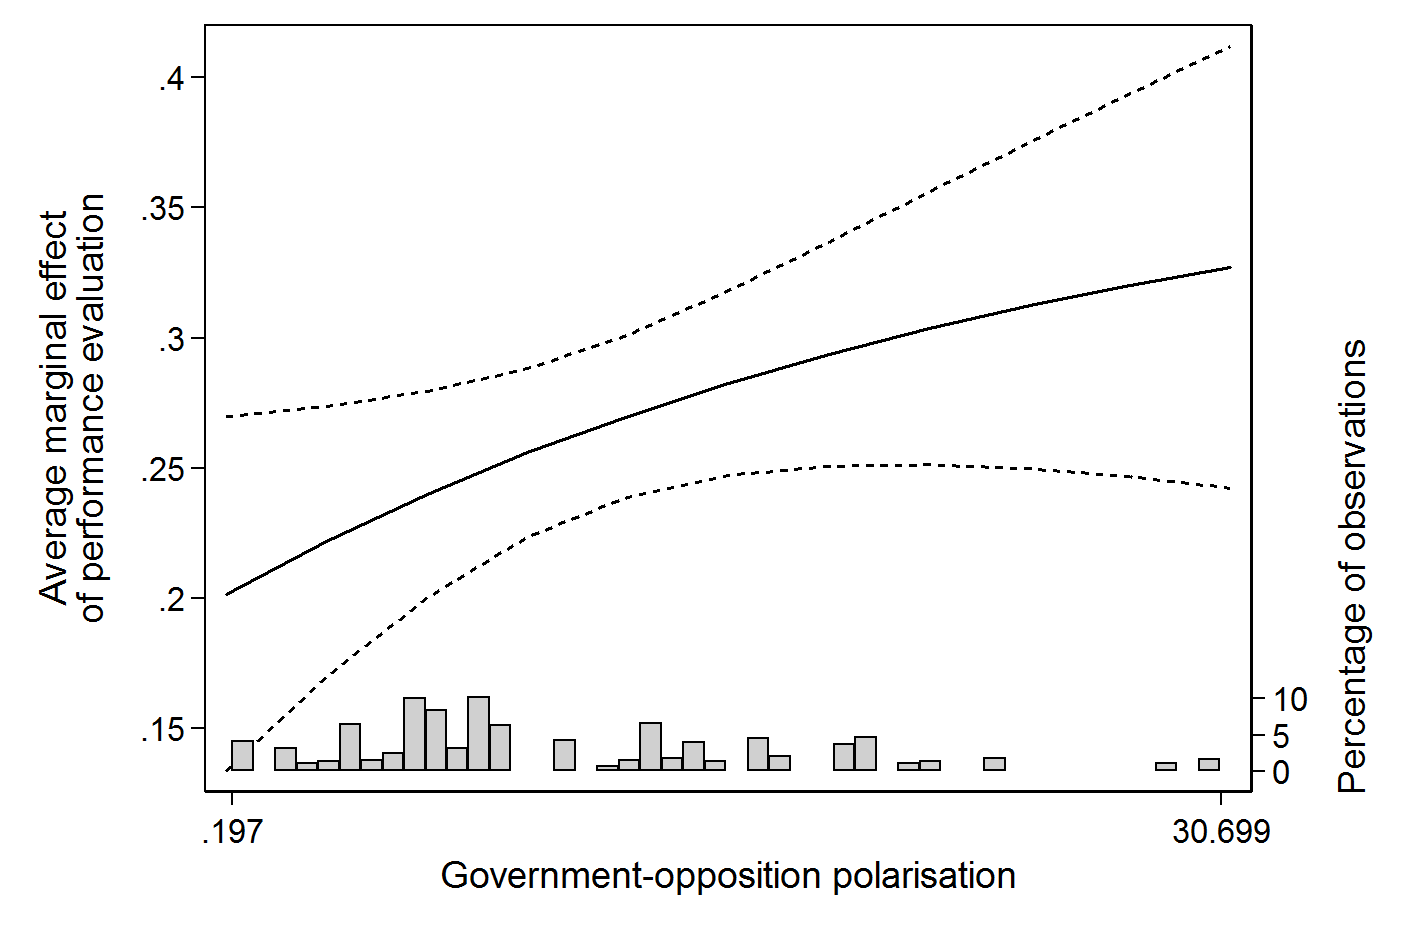 Average marginal effect
of performance evaluation
.4
.35
.3
.25
.2
.15
10
5
0
Percentage of observations
.197
30.699
Government-opposition polarisation